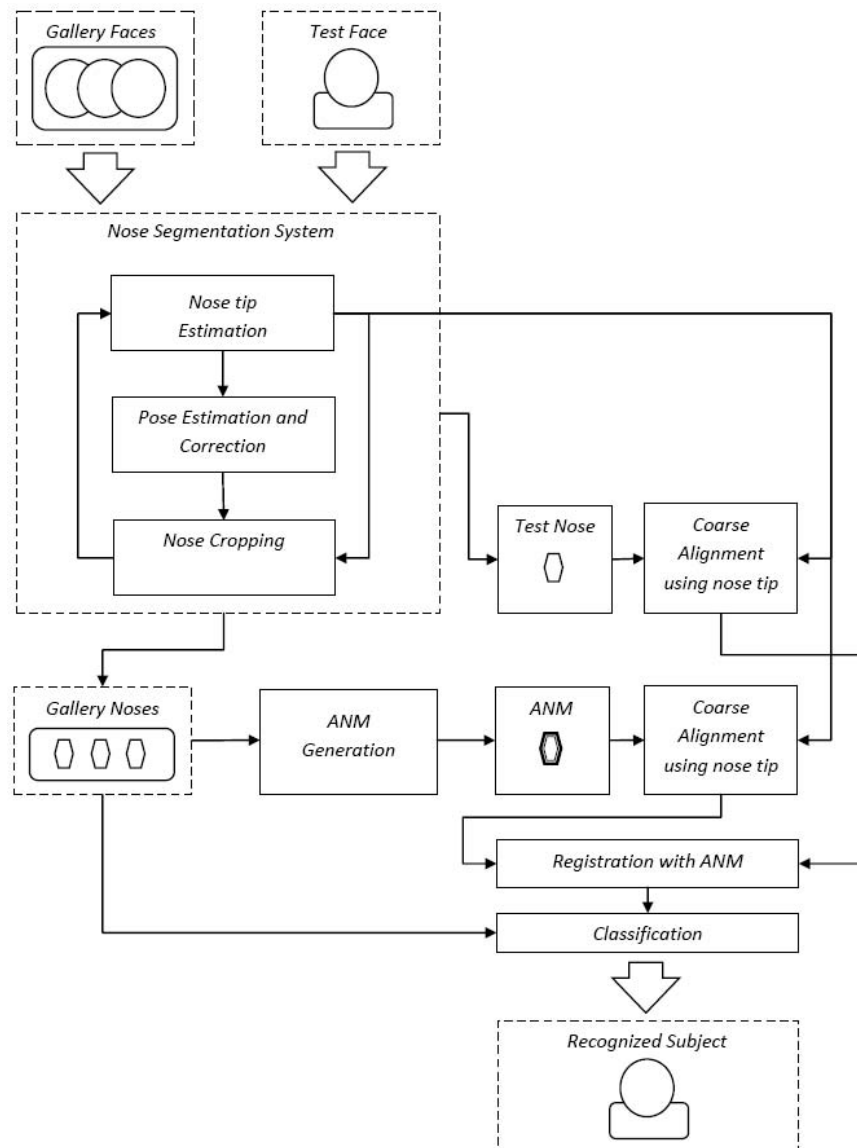 Gallery Faces
Test Face
Nose Segmentation System
Nose tip
Estimation
Pose Estimation and
Correction
Nose Cropping
Test Nose
Coarse
Alignment
using nose tip
Gallery Noses
ANM
Generation
ANM
Coarse
Alignment
using nose tip
Registration with ANM
Classification
Recognized Subject